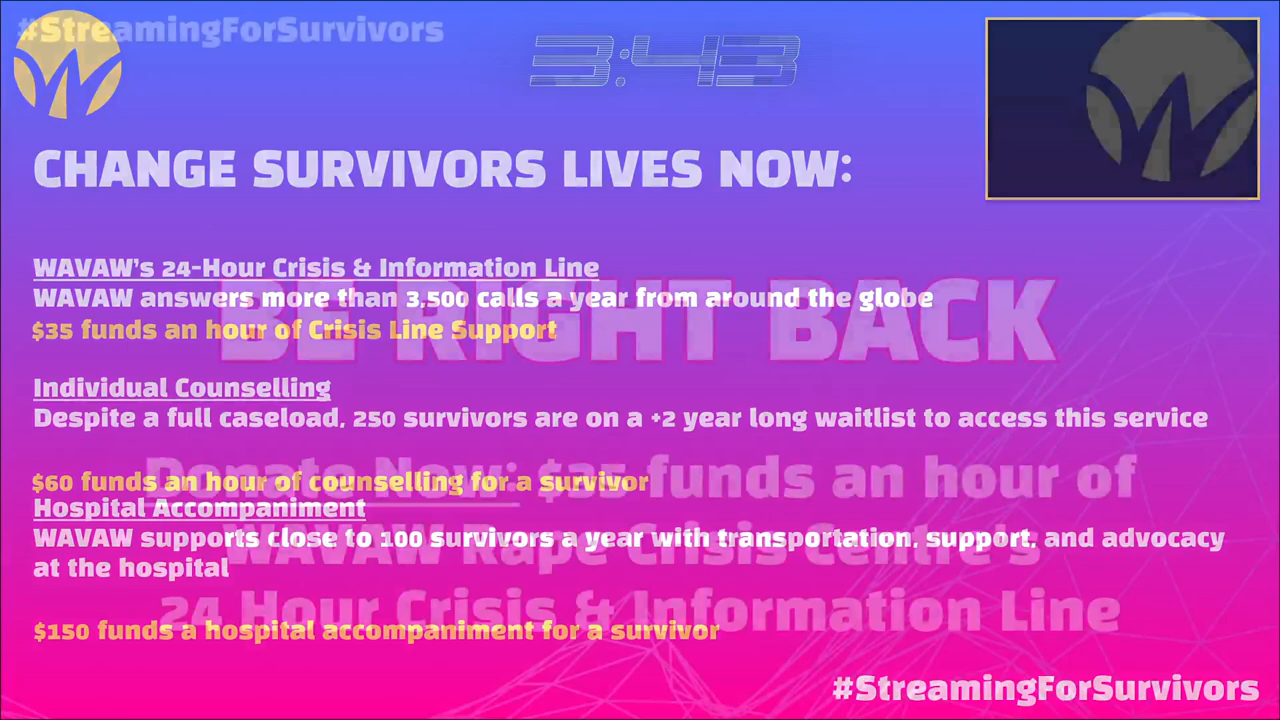 #StreamingForSurvivors
3:43
CHANGE SURVIVORS LIVES NOW:
WAVAW's 24-Hour Crisis & Information Line
WAVAW answers more than 3,500 calls a year from around the globe
$35 funds an hour of Crisis Line Support
BE RIGHT BACK
Individual Counselling
Despite a full caseload, 250 survivors are on a +2 year long waitlist to access this service
$60 funds an hour of counselling for a survivor
Hospital Accompaniment
WAVAW supports close to 100 survivors a year with transportation, support, and advocacy
at the hospital
$150 funds a hospital accompaniment for a survivor
Donate Now: $35 funds an hour of
WAVAW Rape Crisis Centre's
24 Hour Crisis & Information Line
#StreamingForSurvivors